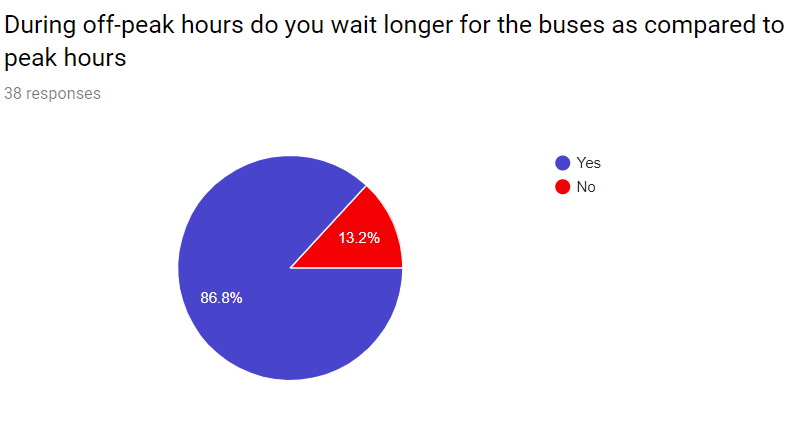 During off-peak hours do you wait longer for the buses as compared to
peak hours
38 responses
Yes
No
13.2%
86.8%